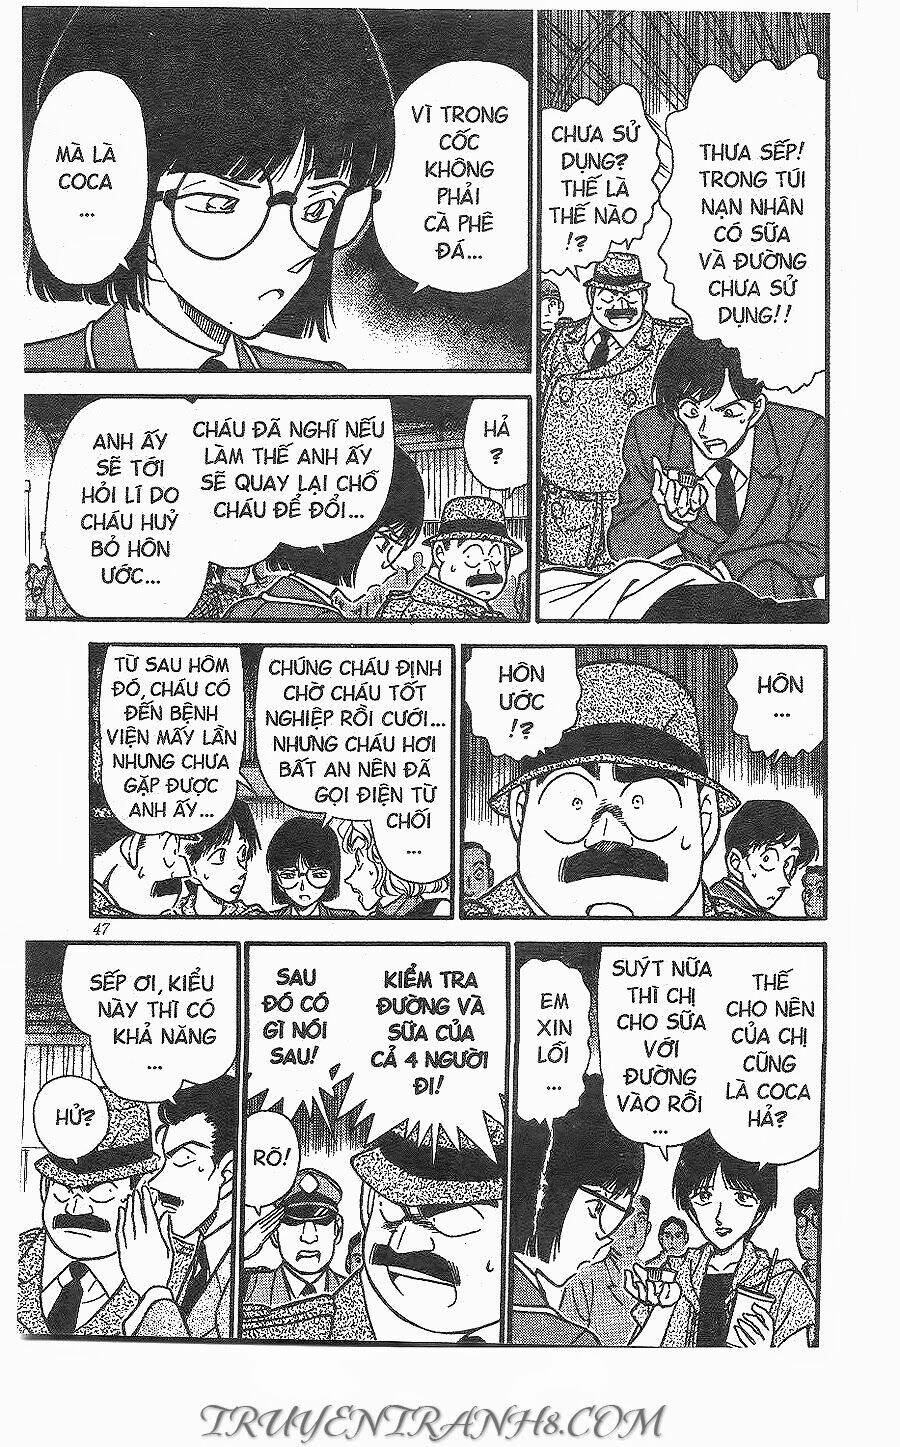 THƯA SẾP!
TRONG TÚI
NẠN NHÂN
CÓ SỮA
VÀ ĐƯỜNG
CHƯA SỬ
DỤNG!!
CHƯA SỬ
DỤNG?
THẾ LÀ
THẾ NÀO
!?
VÌ TRONG
CỐC
KHÔNG
PHẢI
CÀ PHÊ
ĐÁ...
MÀ LÀ
COCA
...
HẢ
?
CHÁU ĐÃ NGHĨ NẾU
LÀM THẾ ANH ẤY
SẼ QUAY LẠI CHỖ
CHÁU ĐỂ ĐỔI...
ANH ẤY
SẼ TỚI
HỎI LÍ DO
CHÁU HUỶ
BỎ HÔN
ƯỚC...
HÔN
...
HÔN
ƯỚC
!?
CHÚNG CHÁU ĐỊNH
CHỜ CHÁU TỐT
NGHIỆP RỒI CƯỚI...
NHƯNG CHÁU HƠI
BẤT AN NÊN ĐÃ
GỌI ĐIỆN TỪ
CHỐI
...
TỪ SAU HÔM
ĐÓ, CHÁU CÓ
ĐẾN BỆNH
VIỆN MẤY LẦN
NHƯNG CHƯA
GẶP ĐƯỢC
ANH ẤY...
47
THẾ
CHO NÊN
CỦA CHỊ
CŨNG
LÀ COCA
HẢ?
SUÝT NỮA
THÌ CHỊ
CHO SỮA
VỚI
ĐƯỜNG
VÀO RỒI
...
EM
XIN
LỖI
...
KIỂM TRA
ĐƯỜNG VÀ
SỮA CỦA
CẢ 4 NGƯỜI
ĐI!
SAU
ĐÓ CÓ
GÌ NÓI
SAU!
RÕ!
SẾP ƠI, KIỂU
NÀY THÌ CÓ
KHẢ NĂNG
...
HỬ?
TRUYENTRANH8.COM